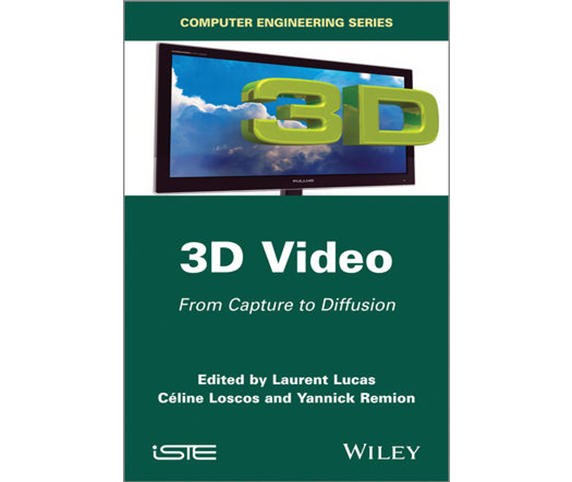 COMPUTER ENGINEERING SERIES
3D
FULLHD
3D Video
From Capture to Diffusion
Edited by Laurent Lucas
Céline Loscos and Yannick Remion
iSTE
WILEY